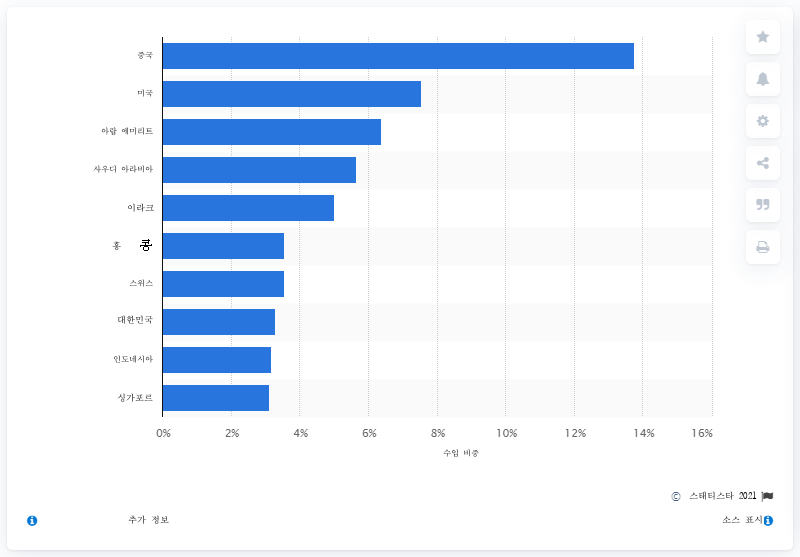 중국
미국
아랍 에미리트
사우디 아라비아
이라크
홍 콩
스위스
대한민국
인도네시아
싱가포르
0% 2% 4% 6% 8% 10% 12% 14% 16%
수입 비중
© 스태티스타 2021
추가 정보
소스 표시